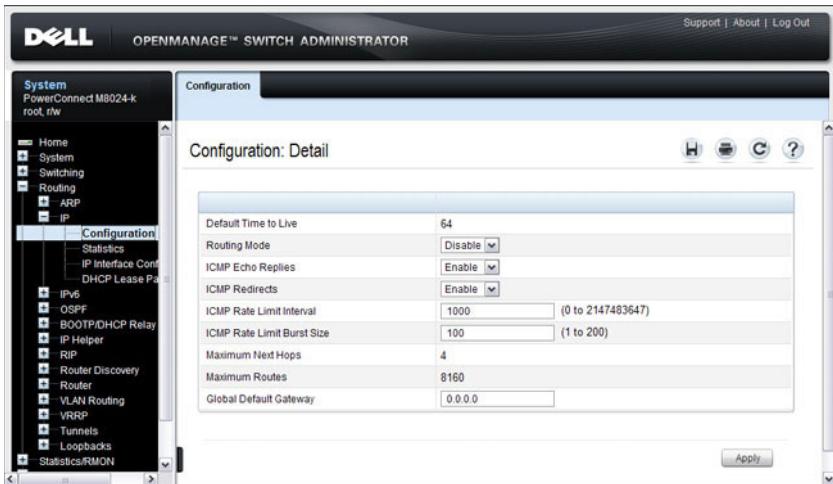 Support | About | Log Out
DELL OPENMANAGE™ SWITCH ADMINISTRATOR
System
PowerConnect M8024-k
root, r/w
Home
System
Switching
Routing
ARP
IP
Configuration
Statistics
IP Interface Conf
DHCP Lease Pa
IPv6
OSPF
BOOTP/DHCP Relay
IP Helper
RIP
Router Discovery
Router
VLAN Routing
VRRP
Tunnels
Loopbacks
Statistics/RMON
Configuration
Configuration: Detail
Default Time to Live 64
Routing Mode Disable
ICMP Echo Replies Enable
ICMP Redirects Enable
ICMP Rate Limit Interval 1000 (0 to 2147483647)
ICMP Rate Limit Burst Size 100 (1 to 200)
Maximum Next Hops 4
Maximum Routes 8160
Global Default Gateway 0.0.0.0
Apply